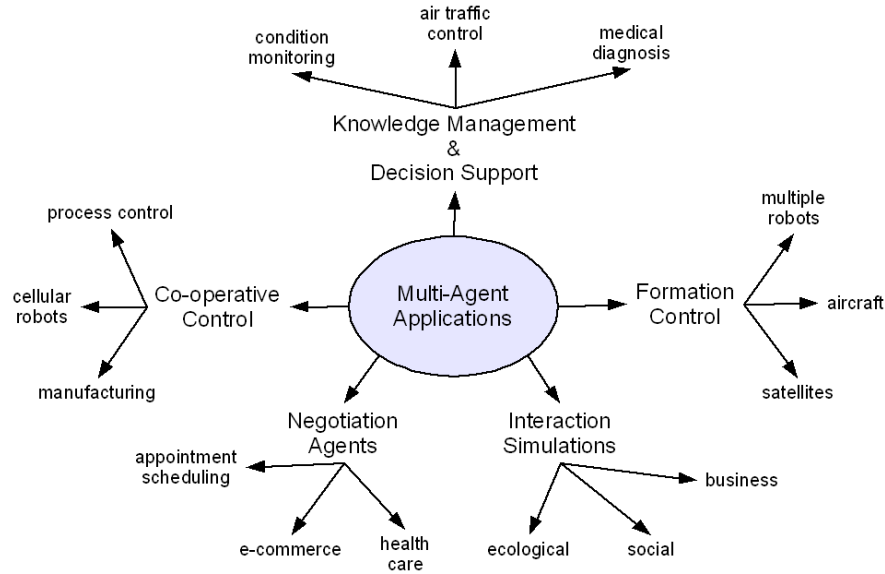 condition
monitoring
air traffic
control
medical
diagnosis
Knowledge Management
&
Decision Support
process control
cellular
robots
manufacturing
Co-operative
Control
Multi-Agent
Applications
Formation
Control
multiple
robots
aircraft
satellites
Negotiation
Agents
appointment
scheduling
e-commerce
health
care
Interaction
Simulations
ecological
social
business